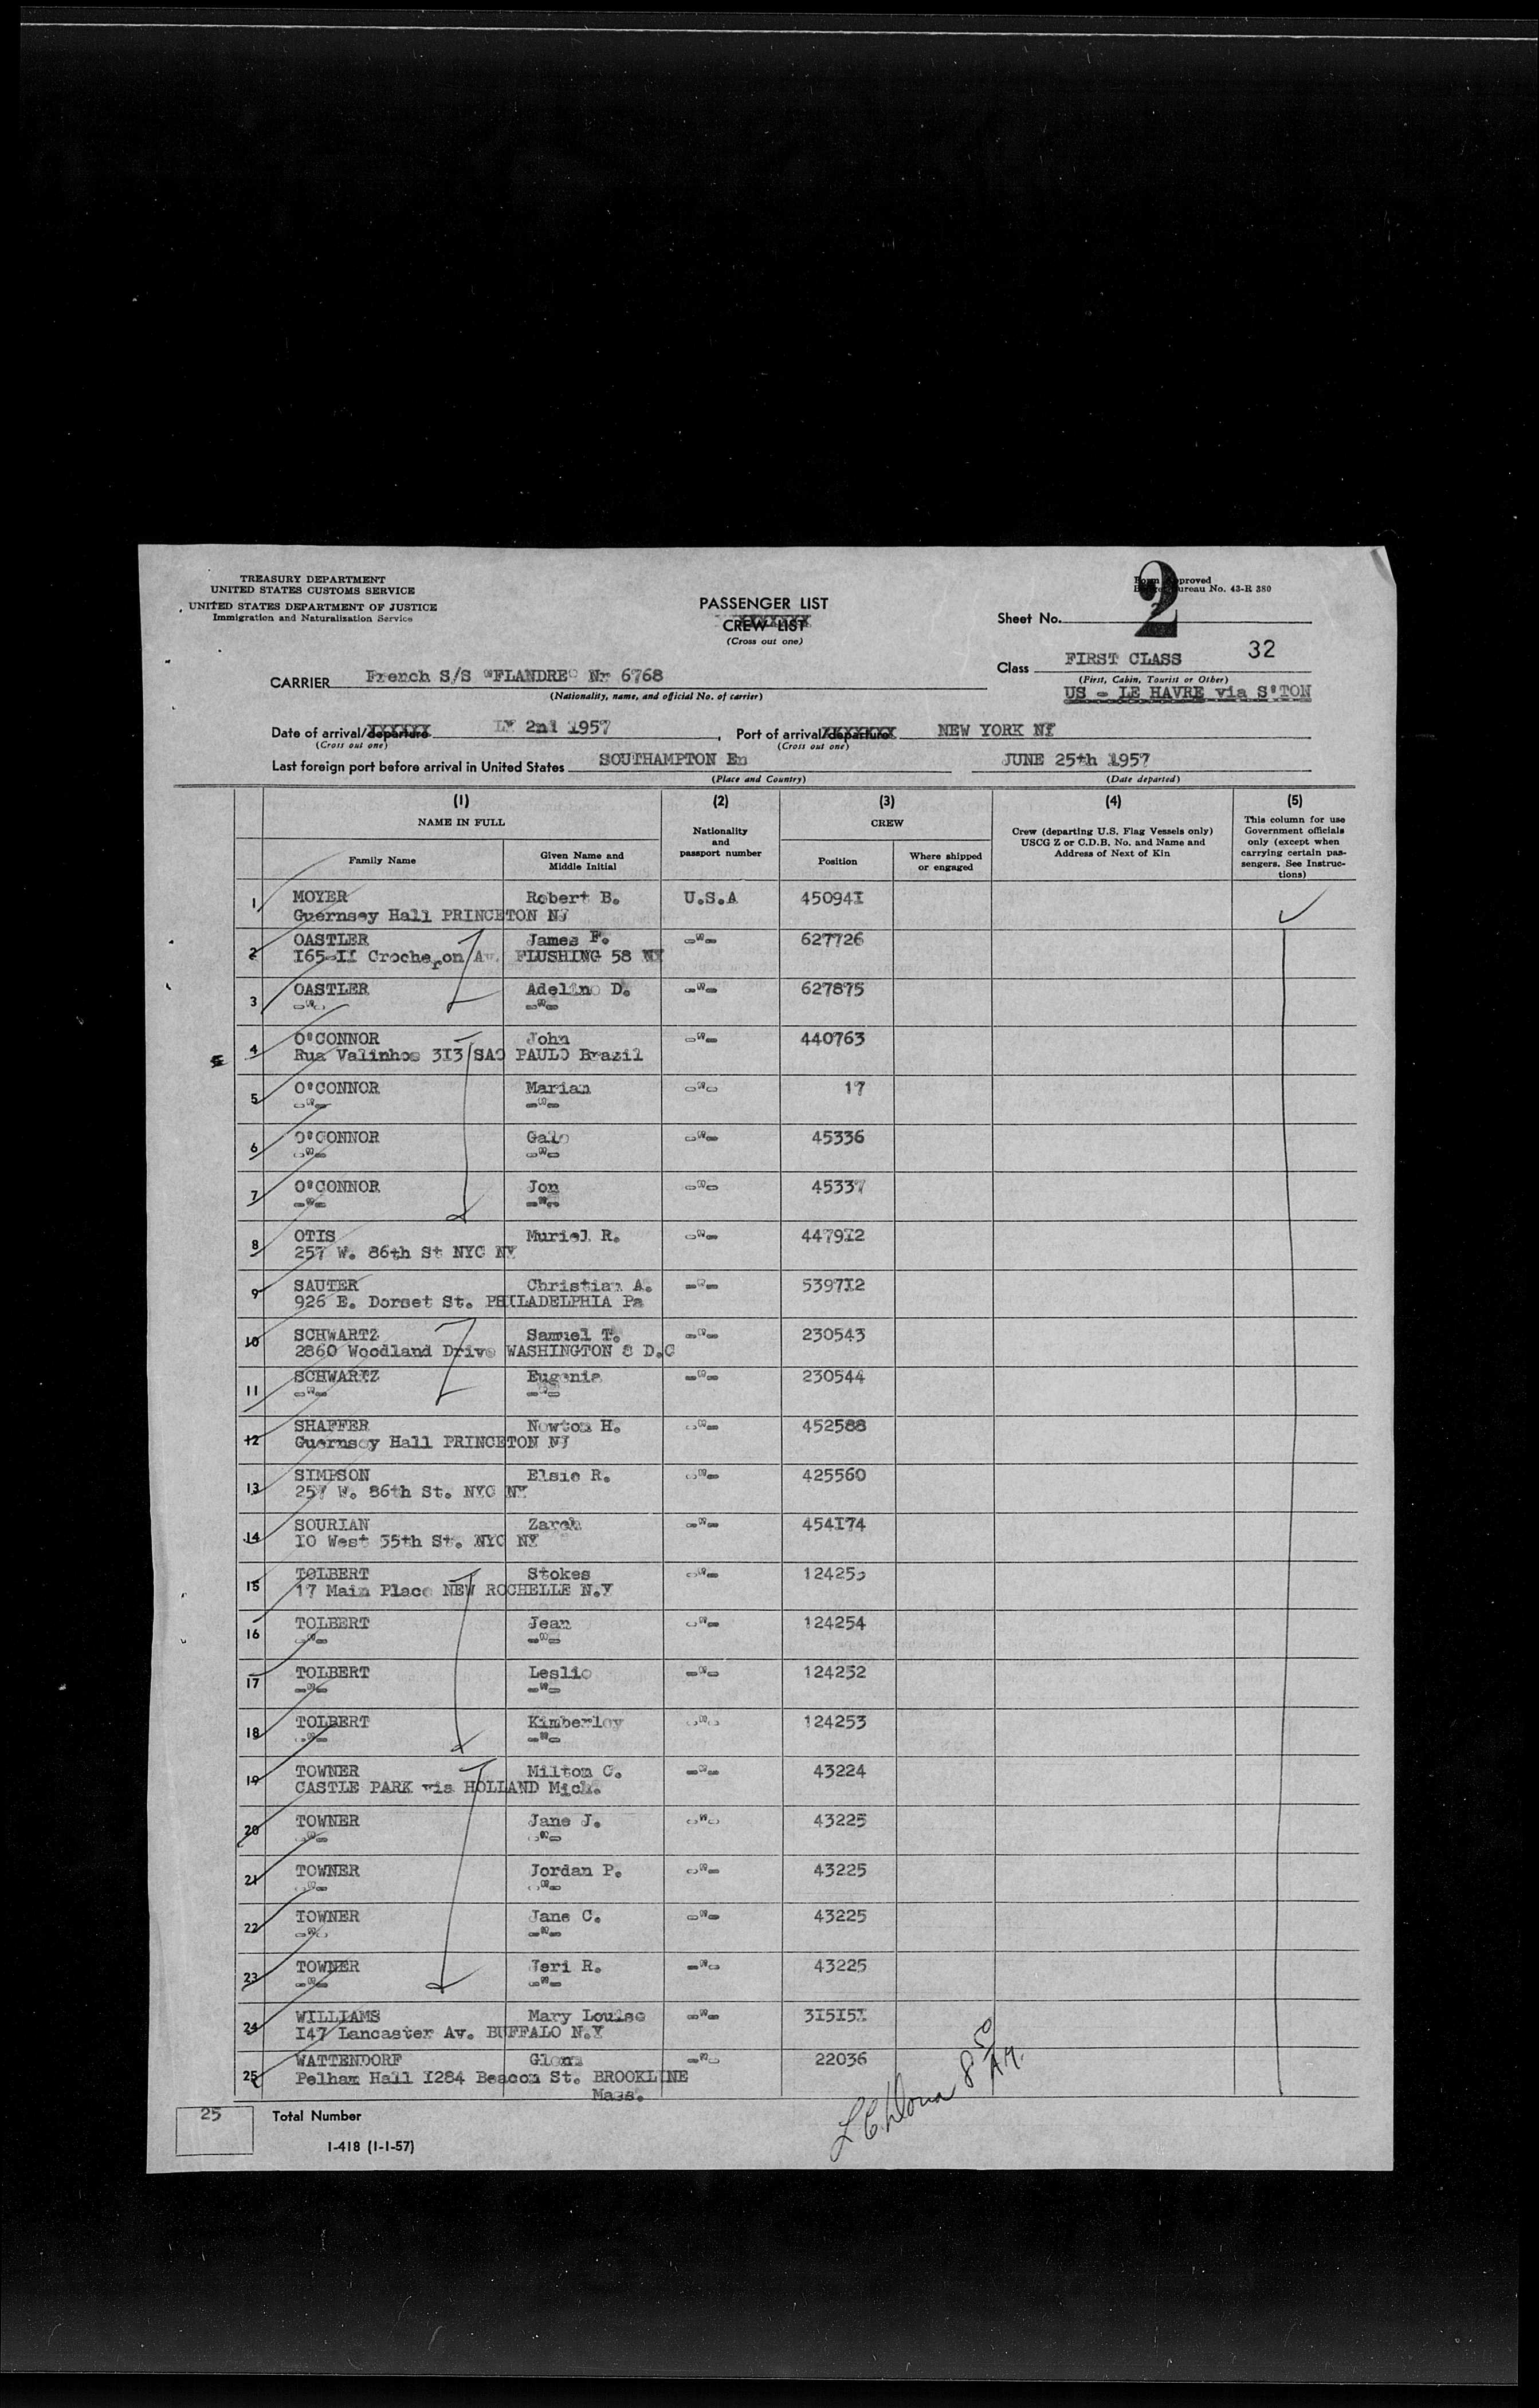 TREASURY DEPARTMENT
UNITED STATES CUSTOMS SERVICE
UNITED STATES DEPARTMENT OF JUSTICE
Immigration and Naturalization Service
PASSENGER LIST
CREW LIST
(Cross out one)
Form Approved
Budget Bureau No. 43-R 380
Sheet No. 2
32
Class FIRST CLASS
(First, Cabin, Tourist or Other)
US - LE HAVRE via S'TON
CARRIER French S/S "FLANDRE" Nr 6768
(Nationality, name, and official No. of carrier)
Date of arrival/departure 2nd 1957, Port of arrival/departure NEW YORK NY
(Cross out one) (Cross out one)
Last foreign port before arrival in United States SOUTHAMPTON En JUNE 25th 1957
(Place and Country) (Date departed)
(1) (2) (3) (4) (5)
NAME IN FULL
Nationality and passport number
CREW
Crew (departing U.S. Flag Vessels only) USCG Z or C.D.B. No. and Name and Address of Next of Kin
This column for use Government officials only (except when carrying certain passengers. See Instructions)
Family Name Given Name and Middle Initial Position Where shipped or engaged
1 MOYER Robert B. U.S.A 45094I
Guernsey Hall PRINCETON NJ
2 OASTLER James F. -"- 627726
I65-II Crocheron Av. FLUSHING 58 NY
3 OASTLER Adeline D. -"- 627875
-"- -"-
4 O'CONNOR John -"- 440763
Rua Valinhos 3I3 SAO PAULO Brazil
5 O'CONNOR Marian -"- 17
-"- -"-
6 O'CONNOR Gale -"- 45336
-"- -"-
7 O'CONNOR Jon -"- 45337
-"- -"-
8 OTIS Muriel R. -"- 4479I2
257 W. 86th St NYC NY
9 SAUTER Christian A. -"- 5397I2
926 E. Dorset St. PHILADELPHIA Pa
10 SCHWARTZ Samuel T. -"- 230543
2860 Woodland Drive WASHINGTON 8 D.C
11 SCHWARTZ Eugenia -"- 230544
-"- -"-
12 SHAFFER Newton H. -"- 452588
Guernsey Hall PRINCETON NJ
13 SIMPSON Elsie R. -"- 425560
257 W. 86th St. NYC NY
14 SOURIAN Zareh -"- 454I74
IO West 55th St. NYC NY
15 TOLBERT Stokes -"-
17 Main Place NEW ROCHELLE N.Y
16 TOLBERT Jean -"- 124254
-"- -"-
17 TOLBERT Leslie -"- 124252
-"- -"-
18 TOLBERT Kimberley -"- 124253
-"- -"-
19 TOWNER Milton C. -"- 43224
CASTLE PARK via HOLLAND Mich.
20 TOWNER Jane J. -"- 43225
-"- -"-
21 TOWNER Jordan P. -"- 43225
-"- -"-
22 TOWNER Jane C. -"- 43225
-"- -"-
23 TOWNER Jeri R. -"- 43225
-"- -"-
24 WILLIAMS Mary Louise -"- 3I5I5I
I47 Lancaster Av. BUFFALO N.Y
25 WATTENDORF Glenn -"- 22036
Pelham Hall I284 Beacon St. BROOKLINE
Mass.
25 Total Number
I-418 (1-1-57)